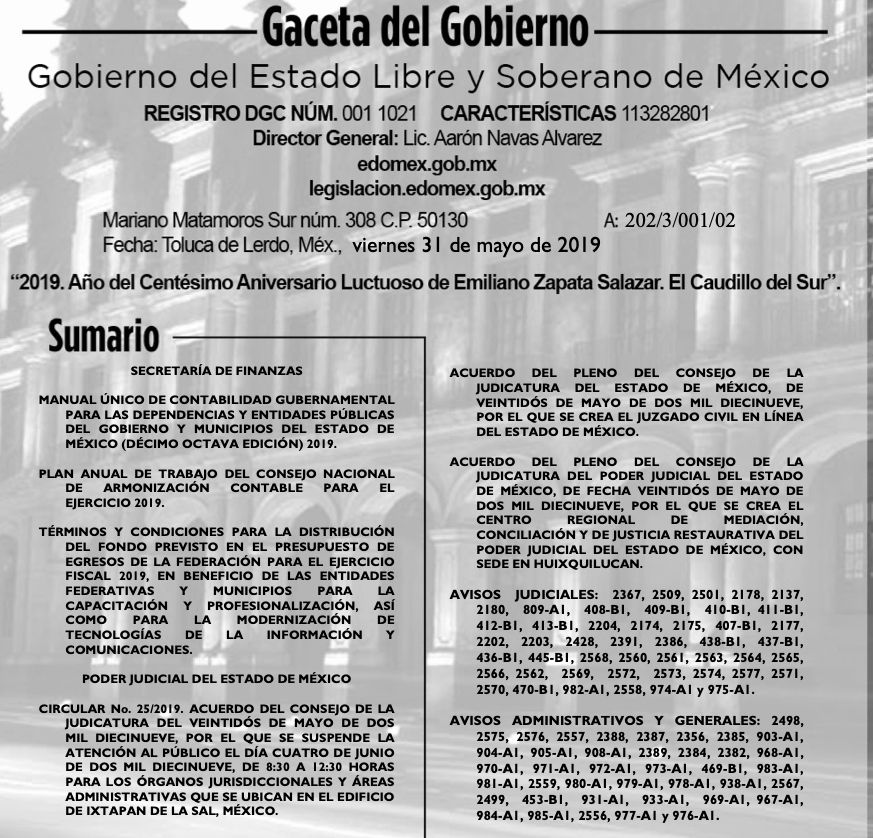 Gaceta del Gobierno
Gobierno del Estado Libre y Soberano de México
REGISTRO DGC NÚM. 001 1021 CARACTERÍSTICAS 113282801
Director General: Lic. Aarón Navas Alvarez
edomex.gob.mx
legislacion.edomex.gob.mx
Mariano Matamoros Sur núm. 308 C.P. 50130 A: 202/3/001/02
Fecha: Toluca de Lerdo, Méx., viernes 31 de mayo de 2019
“2019. Año del Centésimo Aniversario Luctuoso de Emiliano Zapata Salazar. El Caudillo del Sur”.
Sumario
SECRETARÍA DE FINANZAS
MANUAL ÚNICO DE CONTABILIDAD GUBERNAMENTAL
PARA LAS DEPENDENCIAS Y ENTIDADES PÚBLICAS
DEL GOBIERNO Y MUNICIPIOS DEL ESTADO DE
MÉXICO (DÉCIMO OCTAVA EDICIÓN) 2019.
PLAN ANUAL DE TRABAJO DEL CONSEJO NACIONAL
DE ARMONIZACIÓN CONTABLE PARA EL
EJERCICIO 2019.
TÉRMINOS Y CONDICIONES PARA LA DISTRIBUCIÓN
DEL FONDO PREVISTO EN EL PRESUPUESTO DE
EGRESOS DE LA FEDERACIÓN PARA EL EJERCICIO
FISCAL 2019, EN BENEFICIO DE LAS ENTIDADES
FEDERATIVAS Y MUNICIPIOS PARA LA
CAPACITACIÓN Y PROFESIONALIZACIÓN, ASÍ
COMO PARA LA MODERNIZACIÓN DE
TECNOLOGÍAS DE LA INFORMACIÓN Y
COMUNICACIONES.
PODER JUDICIAL DEL ESTADO DE MÉXICO
CIRCULAR No. 25/2019. ACUERDO DEL CONSEJO DE LA
JUDICATURA DEL VEINTIDÓS DE MAYO DE DOS
MIL DIECINUEVE, POR EL QUE SE SUSPENDE LA
ATENCIÓN AL PÚBLICO EL DÍA CUATRO DE JUNIO
DE DOS MIL DIECINUEVE, DE 8:30 A 12:30 HORAS
PARA LOS ÓRGANOS JURISDICCIONALES Y ÁREAS
ADMINISTRATIVAS QUE SE UBICAN EN EL EDIFICO
DE IXTAPAN DE LA SAL, MÉXICO.
ACUERDO DEL PLENO DEL CONSEJO DE LA
JUDICATURA DEL ESTADO DE MÉXICO, DE
VEINTIDÓS DE MAYO DE DOS MIL DIECINUEVE,
POR EL QUE SE CREA EL JUZGADO CIVIL EN LÍNEA
DEL ESTADO DE MÉXICO.
ACUERDO DEL PLENO DEL CONSEJO DE LA
JUDICATURA DEL PODER JUDICIAL DEL ESTADO
DE MÉXICO, DE FECHA VEINTIDÓS DE MAYO DE
DOS MIL DIECINUEVE, POR EL QUE SE CREA EL
CENTRO REGIONAL DE MEDIACIÓN,
CONCILIACIÓN Y DE JUSTICIA RESTAURATIVA DEL
PODER JUDICIAL DEL ESTADO DE MÉXICO, CON
SEDE EN HUIXQUILUCAN.
AVISOS JUDICIALES: 2367, 2509, 2501, 2178, 2137,
2180, 809-A1, 408-B1, 409-B1, 410-B1, 411-B1,
412-B1, 413-B1, 2204, 2174, 2175, 407-B1, 2177,
2202, 2203, 2428, 2391, 2386, 438-B1, 437-B1,
436-B1, 445-B1, 2568, 2560, 2561, 2563, 2564, 2565,
2566, 2562, 2569, 2572, 2573, 2574, 2577, 2571,
2570, 470-B1, 982-A1, 2558, 974-A1 y 975-A1.
AVISOS ADMINISTRATIVOS Y GENERALES: 2498,
2575, 2576, 2557, 2388, 2387, 2356, 2385, 903-A1,
904-A1, 905-A1, 908-A1, 2389, 2384, 2382, 968-A1,
970-A1, 971-A1, 972-A1, 973-A1, 469-B1, 983-A1,
981-A1, 2559, 980-A1, 979-A1, 978-A1, 938-A1, 2567,
2499, 453-B1, 931-A1, 933-A1, 969-A1, 967-A1,
984-A1, 985-A1, 2556, 977-A1 y 976-A1.